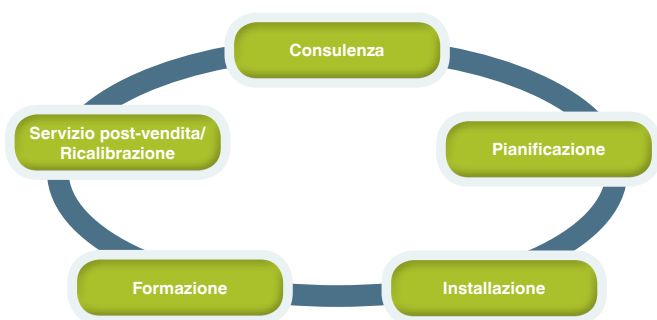 Consulenza
Pianificazione
Installazione
Formazione
Servizio post-vendita/
Ricalibrazione